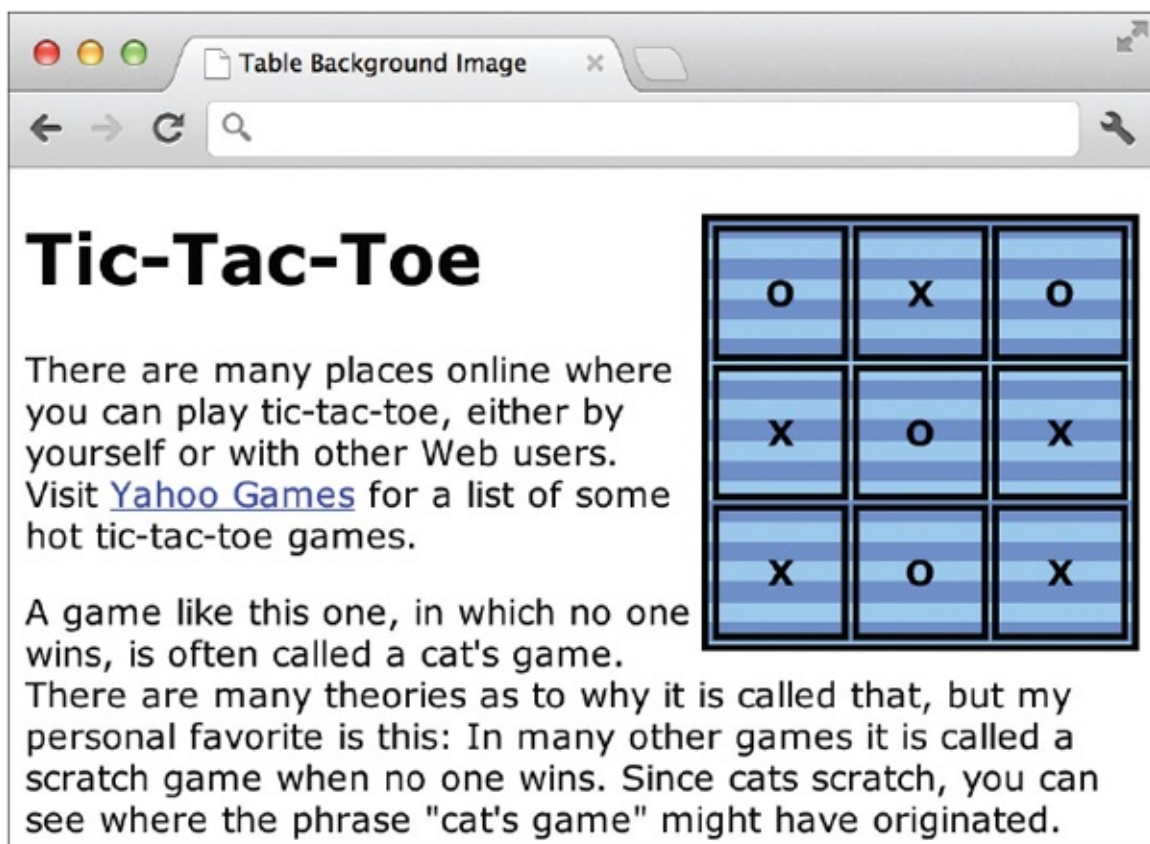 Table Background Image
Tic-Tac-Toe
O X O
X O X
X O X
There are many places online where
you can play tic-tac-toe, either by
yourself or with other Web users.
Visit Yahoo Games for a list of some
hot tic-tac-toe games.
A game like this one, in which no one
wins, is often called a cat's game.
There are many theories as to why it is called that, but my
personal favorite is this: In many other games it is called a
scratch game when no one wins. Since cats scratch, you can
see where the phrase "cat's game" might have originated.